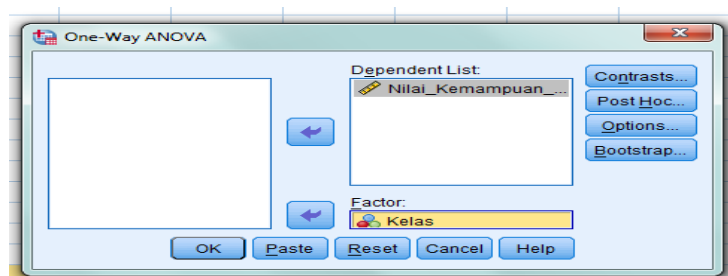 One-Way ANOVA
Dependent List:
Nilai_Kemampuan_...
Contrasts...
Post Hoc...
Options...
Bootstrap...
Factor:
Kelas
OK Paste Reset Cancel Help